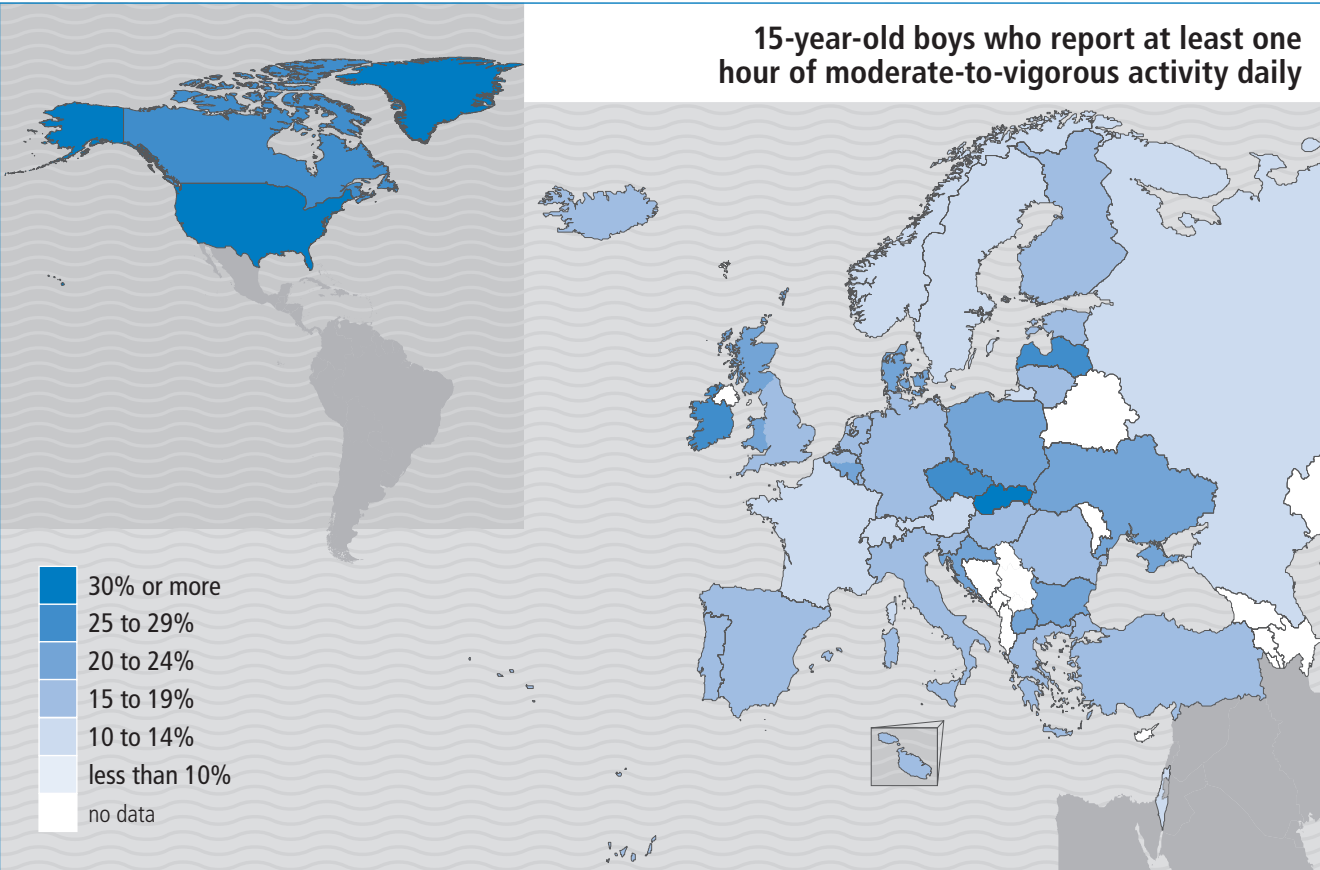 15-year-old boys who report at least one
hour of moderate-to-vigorous activity daily
30% or more
25 to 29%
20 to 24%
15 to 19%
10 to 14%
less than 10%
no data